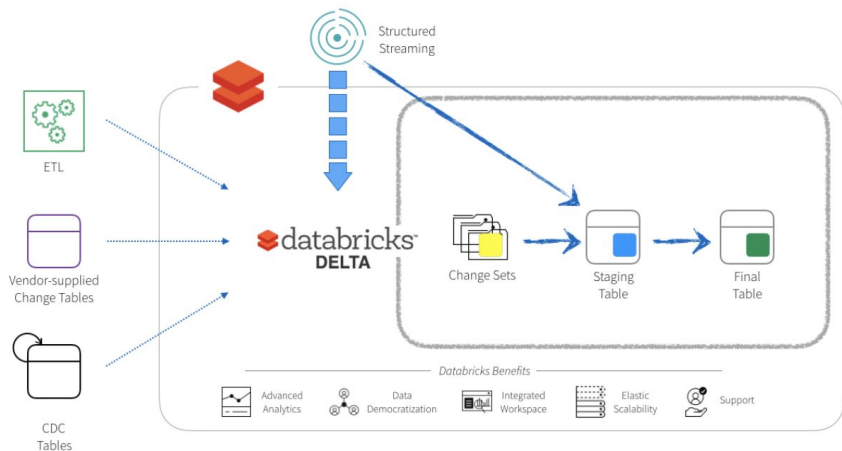 Structured
Streaming
ETL
Vendor-supplied
Change Tables
CDC
Tables
databricks™
DELTA
Change Sets
Staging
Table
Final
Table
Databricks Benefits
Advanced
Analytics
Data
Democratization
Integrated
Workspace
Elastic
Scalability
Support